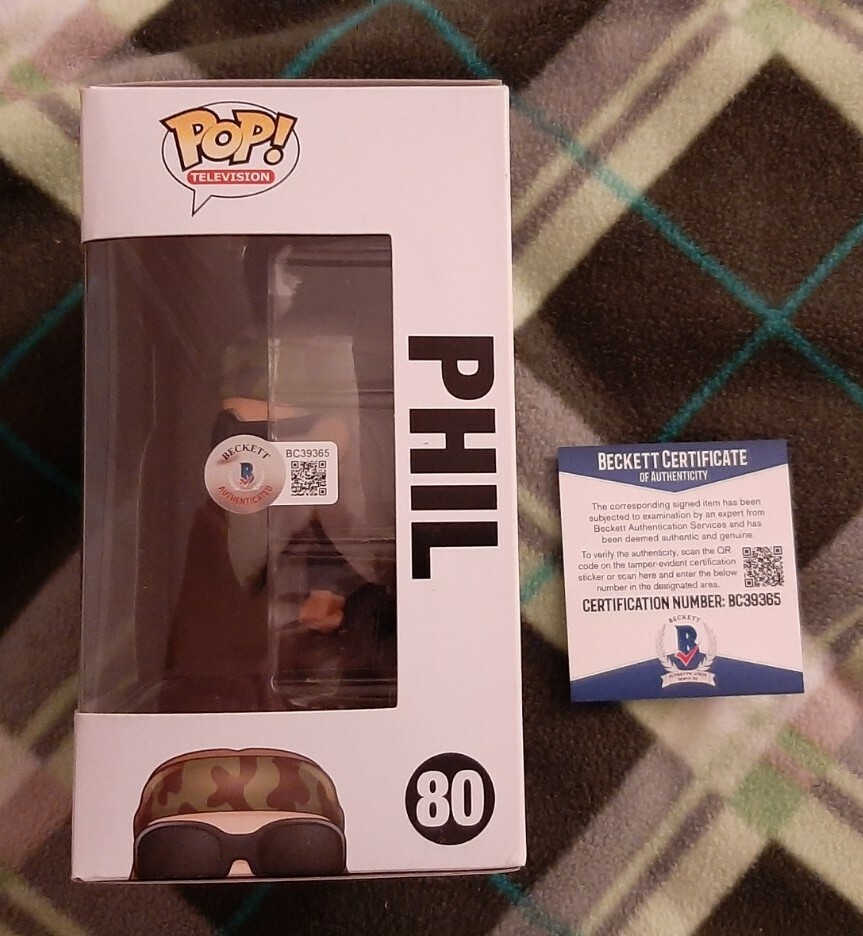 POP!
TELEVISION
PHIL
BECKETT
B
AUTHENTICATED
BC39365
80
BECKETT CERTIFICATE
OF AUTHENTICITY
The corresponding signed item has been
subjected to examination by an expert from
Beckett Authentication Services and has
been deemed authentic and genuine.
To verify the authenticity, scan the QR
code on the tamper-evident certification
sticker or scan here and enter the below
number in the designated area.
CERTIFICATION NUMBER: BC39365
BECKETT
B